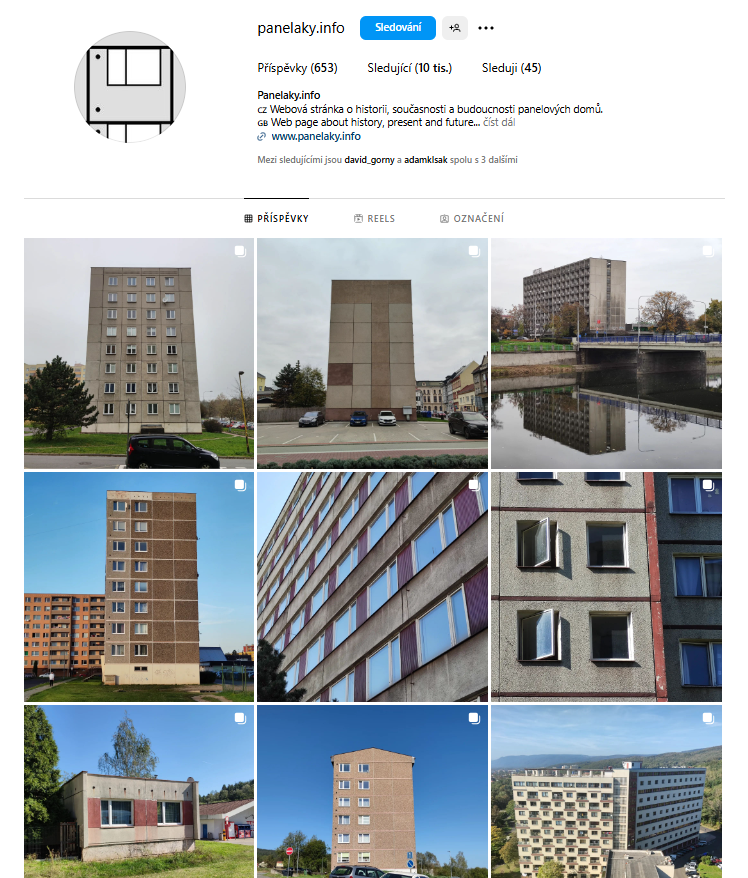 panelaky.info
Sledování
Příspěvky (653)
Sledující (10 tis.)
Sleduji (45)
Panelaky.info
CZ Webová stránka o historii, současnosti a budoucnosti panelových domů.
GB Web page about history, present and future... číst dál
www.panelaky.info
Mezi sledujícími jsou david_gorny a adamklsak spolu s 3 dalšími
PŘÍSPĚVKY
REELS
OZNAČENÍ